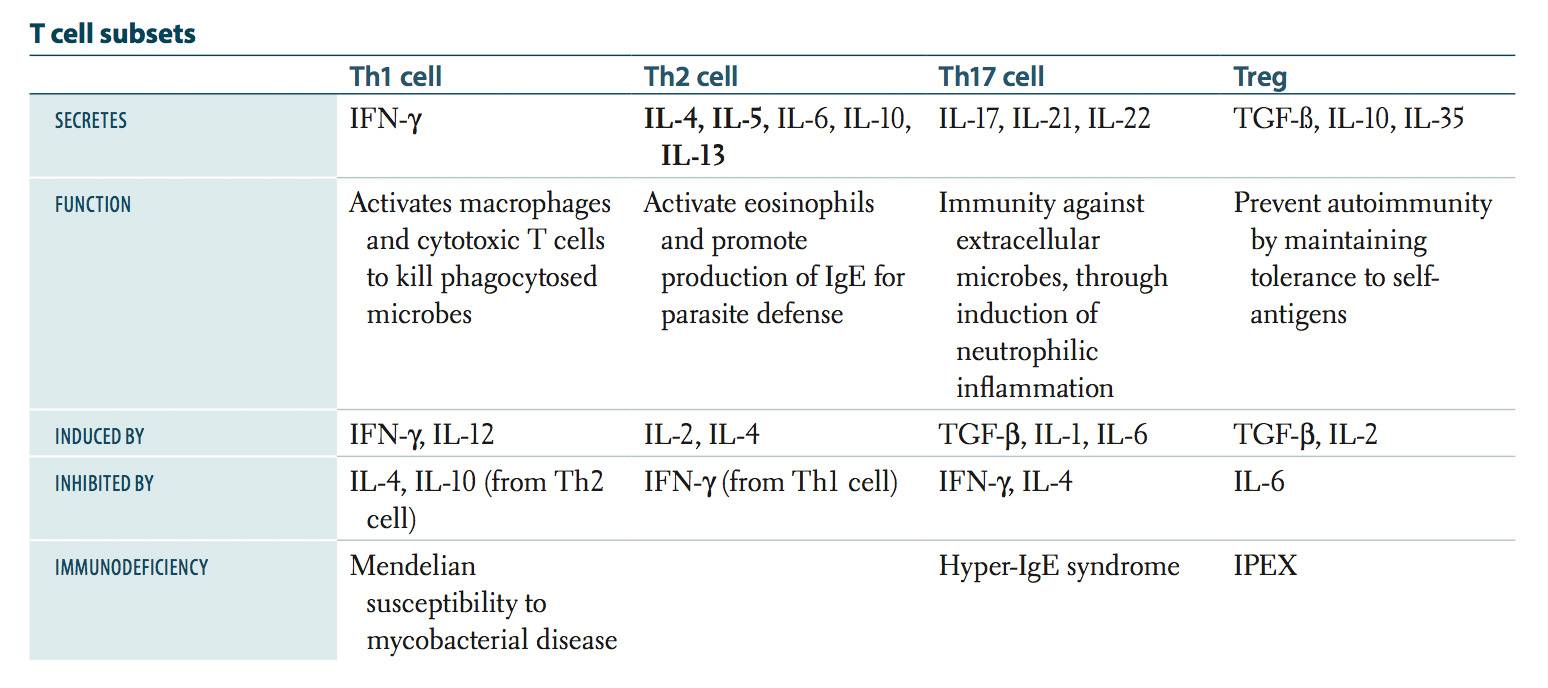 T cell subsets
Th1 cell Th2 cell Th17 cell Treg
SECRETES IFN-γ IL-4, IL-5, IL-6, IL-10, IL-17, IL-21, IL-22 TGF-ß, IL-10, IL-35
IL-13
FUNCTION Activates macrophages Activate eosinophils Immunity against Prevent autoimmunity
and cytotoxic T cells and promote extracellular by maintaining
to kill phagocytosed production of IgE for microbes, through tolerance to self-
microbes parasite defense induction of antigens
neutrophilic
inflammation
INDUCED BY IFN-γ, IL-12 IL-2, IL-4 TGF-β, IL-1, IL-6 TGF-β, IL-2
INHIBITED BY IL-4, IL-10 (from Th2 IFN-γ (from Th1 cell) IFN-γ, IL-4 IL-6
cell)
IMMUNODEFICIENCY Mendelian Hyper-IgE syndrome IPEX
susceptibility to
mycobacterial disease